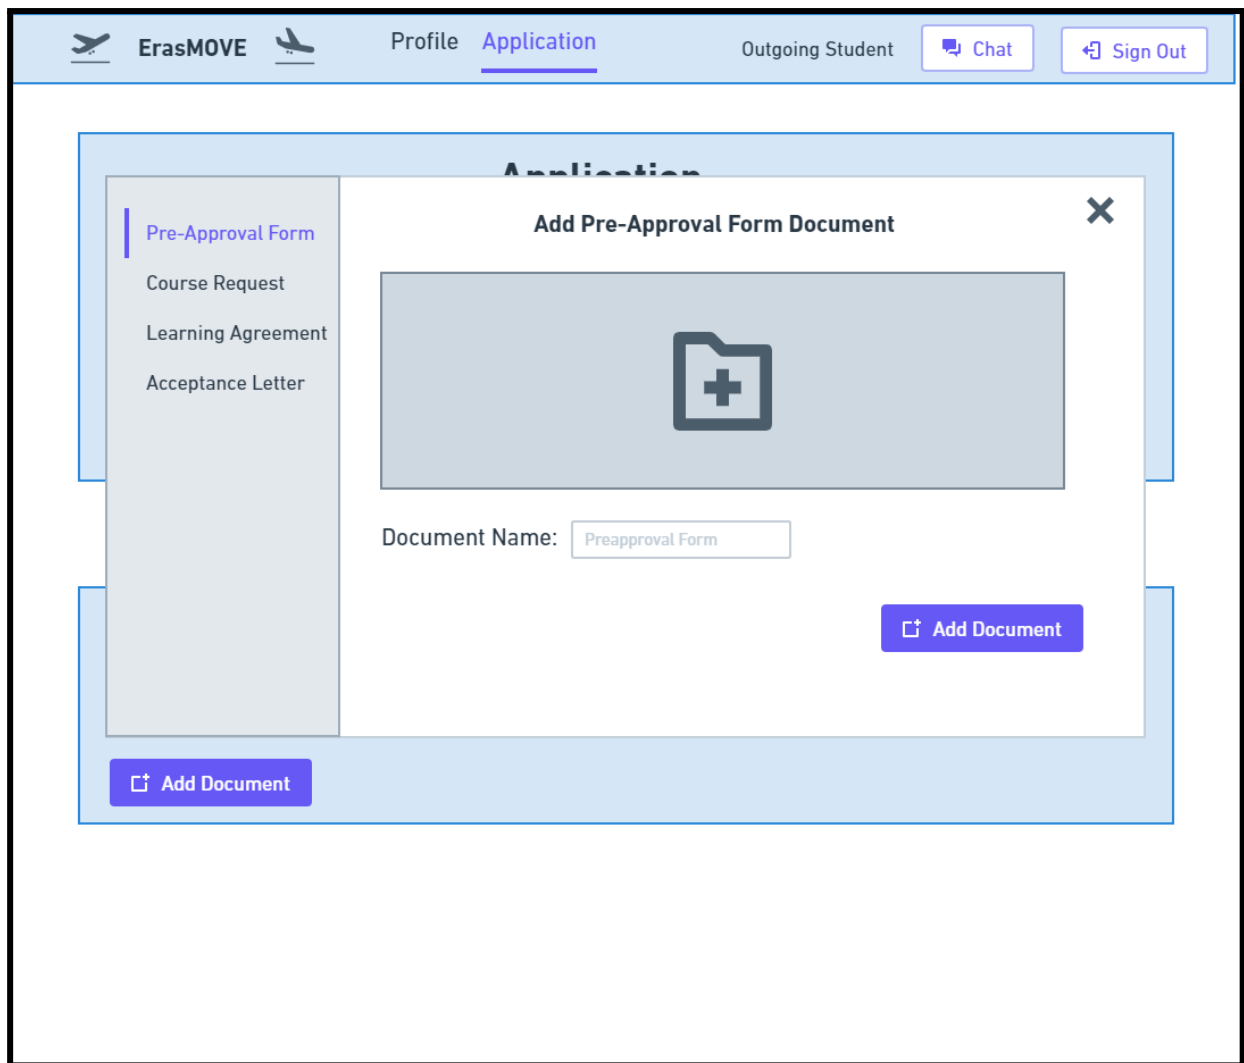 ErasMOVE
Profile Application
Outgoing Student
Chat
Sign Out
Application
Pre-Approval Form
Course Request
Learning Agreement
Acceptance Letter
Add Pre-Approval Form Document
Document Name: Preapproval Form
Add Document
Add Document